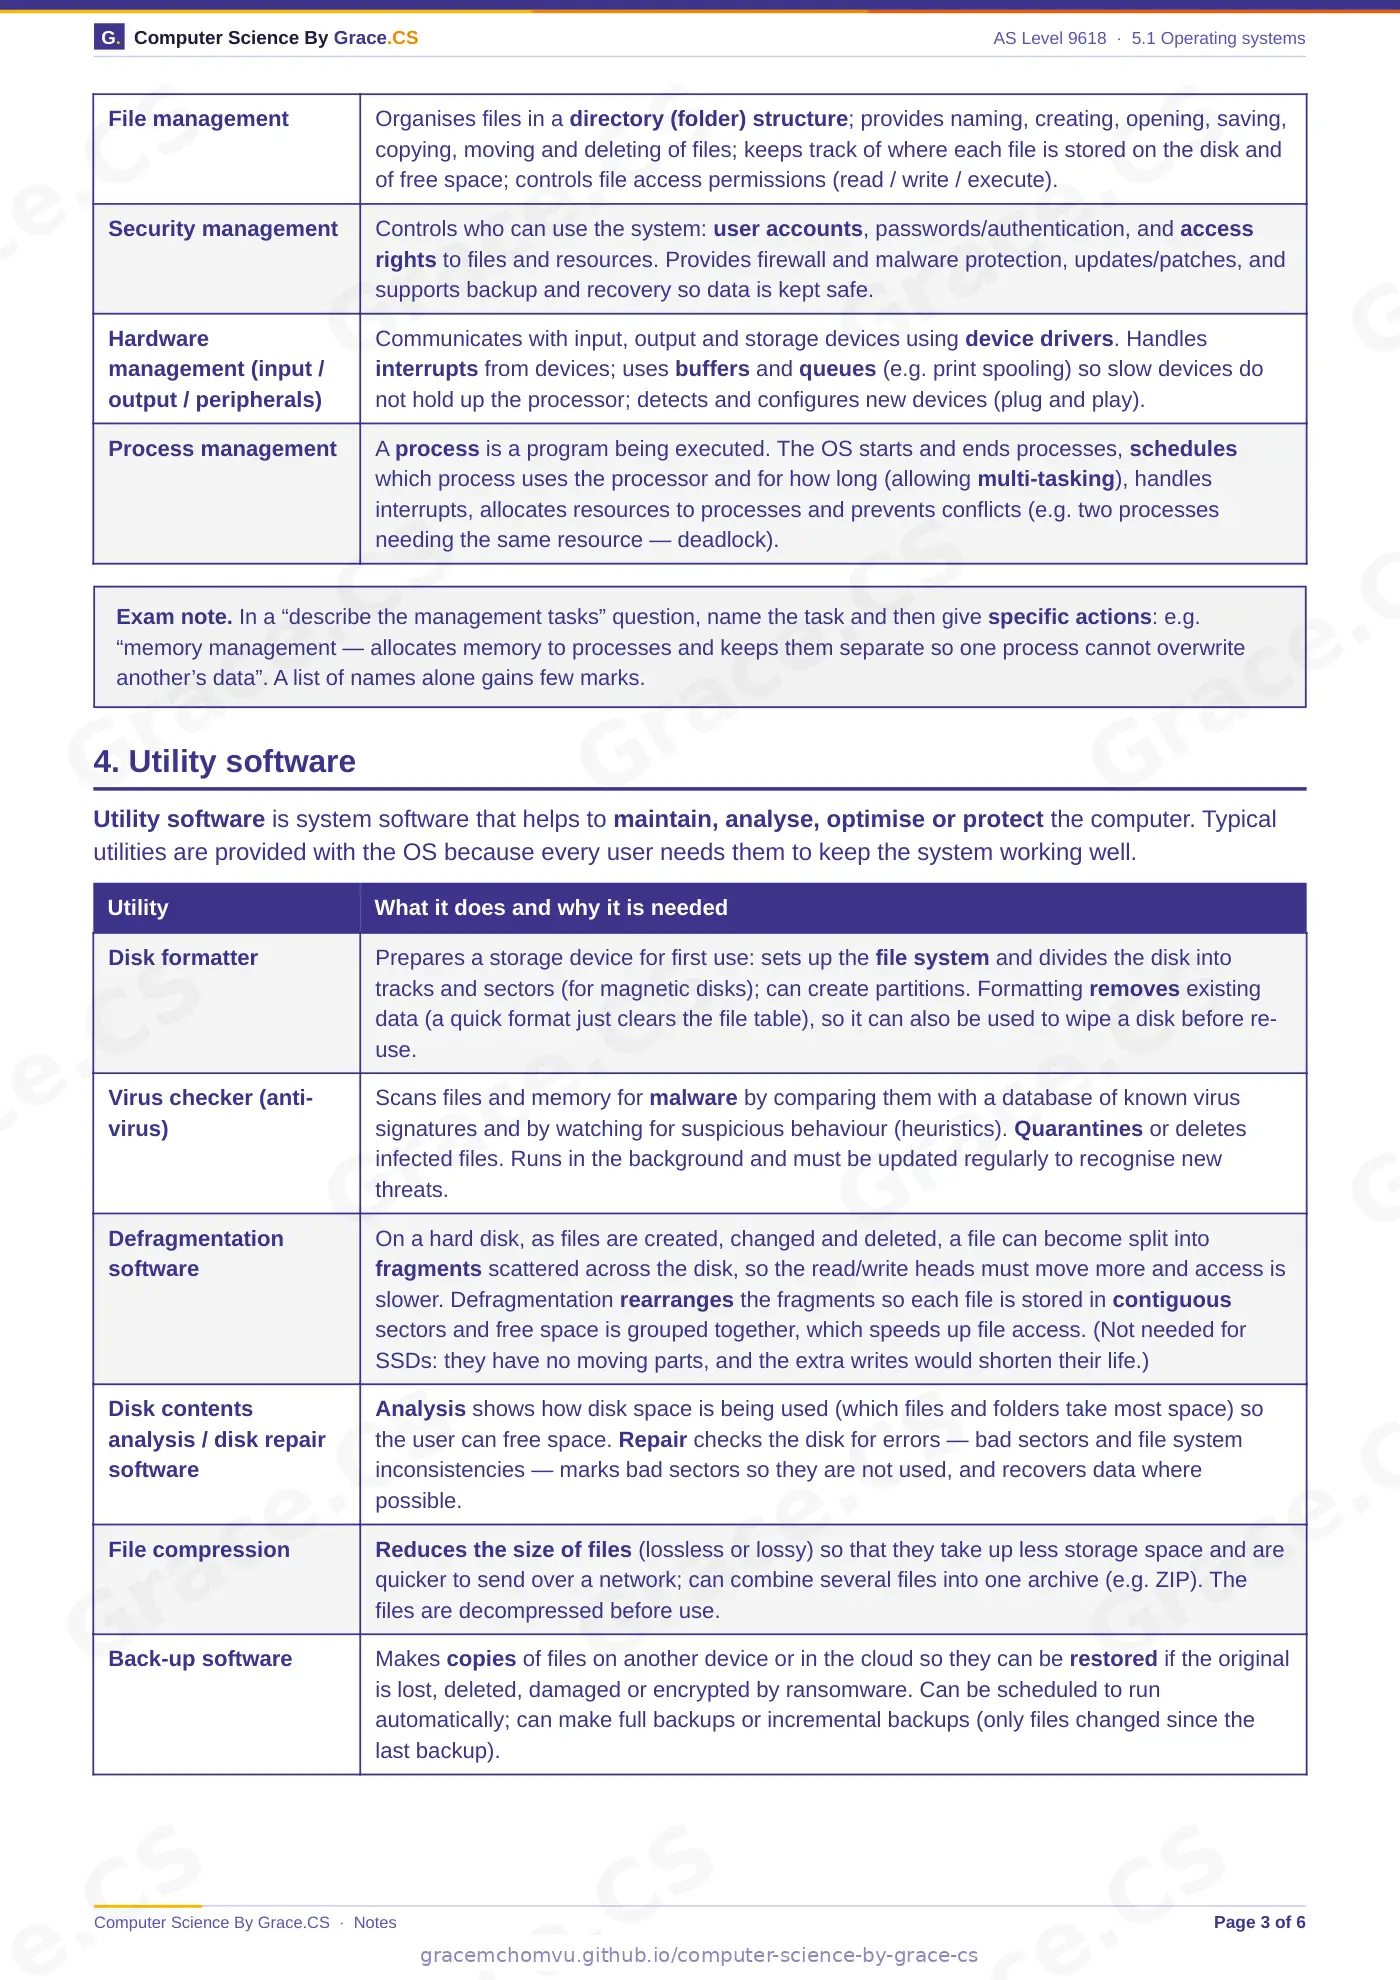 G. Computer Science By Grace.CS
AS Level 9618 · 5.1 Operating systems
File management
Organises files in a directory (folder) structure; provides naming, creating, opening, saving,
copying, moving and deleting of files; keeps track of where each file is stored on the disk and
of free space; controls file access permissions (read / write / execute).
Security management
Controls who can use the system: user accounts, passwords/authentication, and access
rights to files and resources. Provides firewall and malware protection, updates/patches, and
supports backup and recovery so data is kept safe.
Hardware
management (input /
output / peripherals)
Communicates with input, output and storage devices using device drivers. Handles
interrupts from devices; uses buffers and queues (e.g. print spooling) so slow devices do
not hold up the processor; detects and configures new devices (plug and play).
Process management
A process is a program being executed. The OS starts and ends processes, schedules
which process uses the processor and for how long (allowing multi-tasking), handles
interrupts, allocates resources to processes and prevents conflicts (e.g. two processes
needing the same resource — deadlock).
Exam note. In a “describe the management tasks” question, name the task and then give specific actions: e.g.
“memory management — allocates memory to processes and keeps them separate so one process cannot overwrite
another’s data”. A list of names alone gains few marks.
4. Utility software
Utility software is system software that helps to maintain, analyse, optimise or protect the computer. Typical
utilities are provided with the OS because every user needs them to keep the system working well.
Utility
What it does and why it is needed
Disk formatter
Prepares a storage device for first use: sets up the file system and divides the disk into
tracks and sectors (for magnetic disks); can create partitions. Formatting removes existing
data (a quick format just clears the file table), so it can also be used to wipe a disk before re-
use.
Virus checker (anti-
virus)
Scans files and memory for malware by comparing them with a database of known virus
signatures and by watching for suspicious behaviour (heuristics). Quarantines or deletes
infected files. Runs in the background and must be updated regularly to recognise new
threats.
Defragmentation
software
On a hard disk, as files are created, changed and deleted, a file can become split into
fragments scattered across the disk, so the read/write heads must move more and access is
slower. Defragmentation rearranges the fragments so each file is stored in contiguous
sectors and free space is grouped together, which speeds up file access. (Not needed for
SSDs: they have no moving parts, and the extra writes would shorten their life.)
Disk contents
analysis / disk repair
software
Analysis shows how disk space is being used (which files and folders take most space) so
the user can free space. Repair checks the disk for errors — bad sectors and file system
inconsistencies — marks bad sectors so they are not used, and recovers data where
possible.
File compression
Reduces the size of files (lossless or lossy) so that they take up less storage space and are
quicker to send over a network; can combine several files into one archive (e.g. ZIP). The
files are decompressed before use.
Back-up software
Makes copies of files on another device or in the cloud so they can be restored if the original
is lost, deleted, damaged or encrypted by ransomware. Can be scheduled to run
automatically; can make full backups or incremental backups (only files changed since the
last backup).
Computer Science By Grace.CS · Notes
Page 3 of 6
gracemchomvu.github.io/computer-science-by-grace-cs